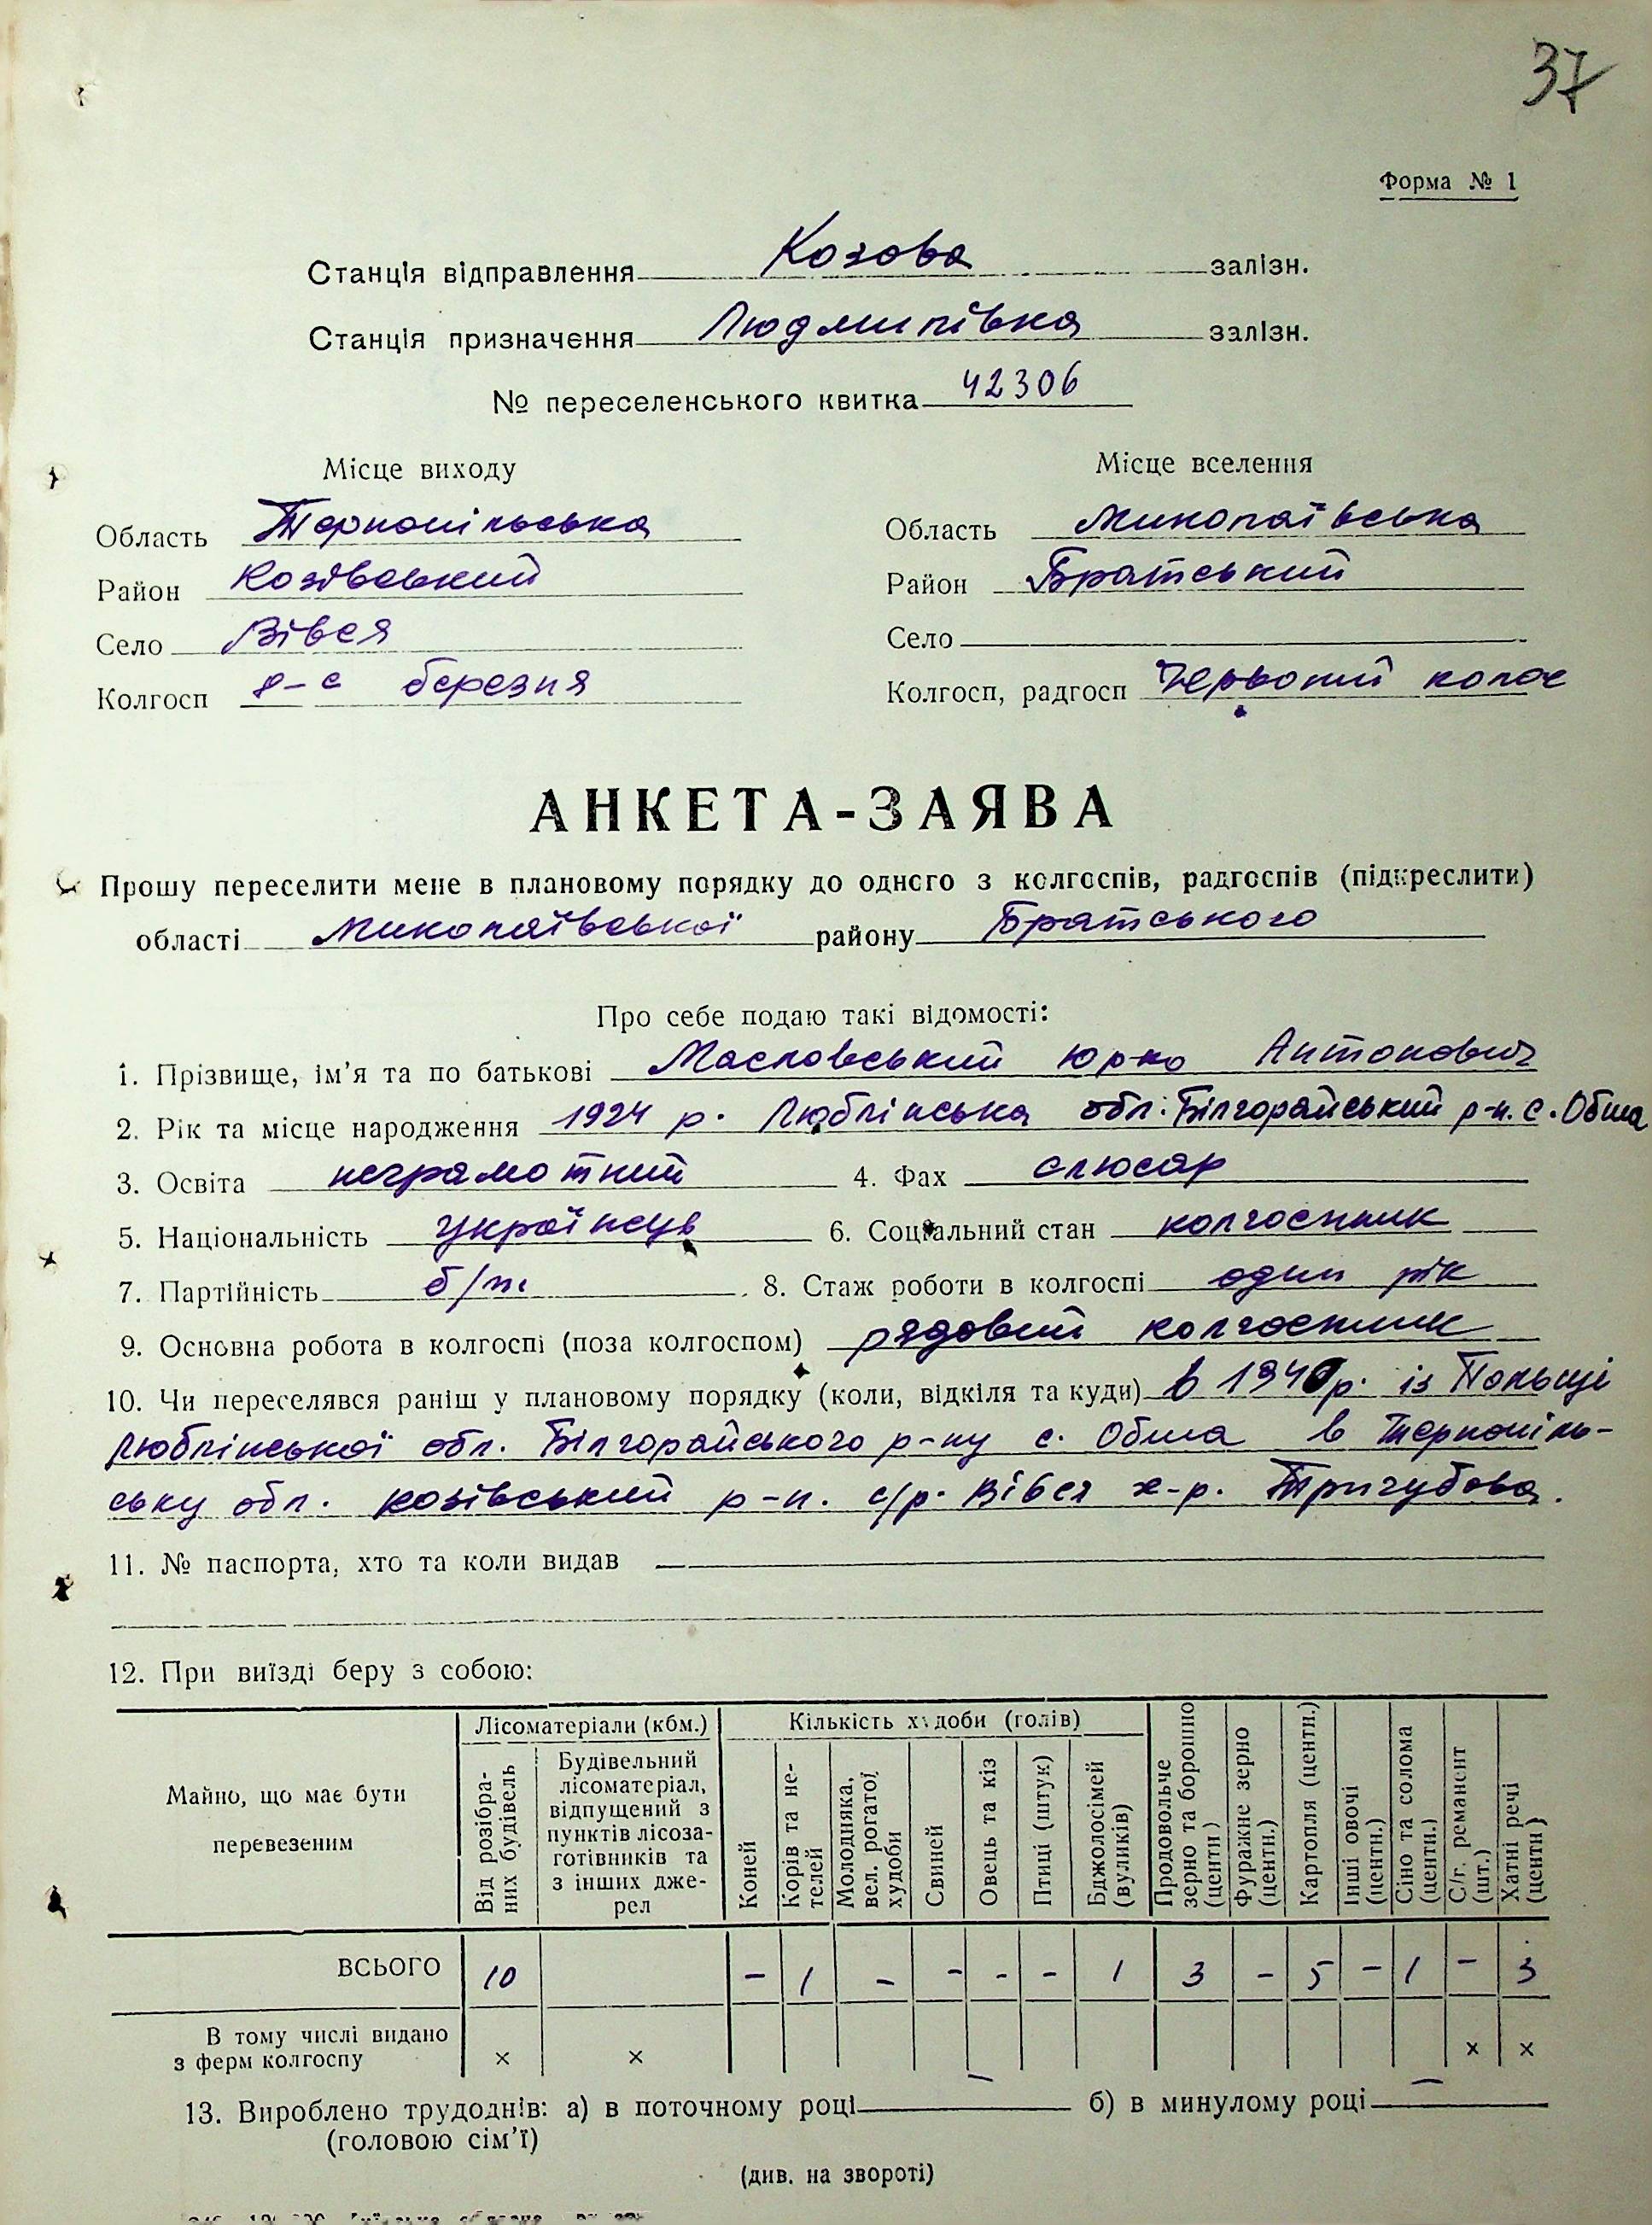 37
Форма № 1
Станція відправлення Козова залізн.
Станція призначення Людмилівка залізн.
№ переселенського квитка 42306
Місце виходу Місце вселення
Область Тернопільська Область Миколаївська
Район Козівський Район Братський
Село Вівся Село
Колгосп 8-е березня Колгосп, радгосп Червоний колос
АНКЕТА-ЗАЯВА
Прошу переселити мене в плановому порядку до одного з колгоспів, радгоспів (підкреслити)
області Миколаївської району Братського
Про себе подаю такі відомості:
1. Прізвище, ім'я та по батькові Масловський Юрко Антонович
2. Рік та місце народження 1924 р. Люблінська обл. Білгорайський р-н. с. Обша
3. Освіта неграмотний 4. Фах слюсар
5. Національність українець 6. Соціальний стан колгоспник
7. Партійність б/п. 8. Стаж роботи в колгоспі один рік
9. Основна робота в колгоспі (поза колгоспом) рядовий колгоспник
10. Чи переселявся раніш у плановому порядку (коли, відкіля та куди) в р. із Польщі
Люблінської обл. Білгорайського р-ну с. Обша в Тернопіль-
ську обл. Козівський р-н. с/р. Вівся х-р. Тригубова.
11. № паспорта, хто та коли видав
12. При виїзді беру з собою:
Майно, що має бути перевезеним
Лісоматеріали (кбм.)
Від розібраних будівель
Будівельний лісоматеріал, відпущений з пунктів лісоза-готівників та з інших дже-рел
Кількість худоби (голів)
Коней
Корів та не-телей
Молодняка, вел. рогатої худоби
Свиней
Овець та кіз
Птиці (штук)
Бджолосімей (вуликів)
Продовольче зерно та борошно (центн.)
Фуражне зерно (центн.)
Картопля (центн.)
Інші овочі (центн.)
Сіно та солома (центн.)
С/г. реманент (шт.)
Хатні речі (центн.)
ВСЬОГО 10 - 1 - - - - 1 3 - 5 - 1 - 3
В тому числі видано
з ферм колгоспу × × × ×
13. Вироблено трудоднів: а) в поточному році — б) в минулому році —
(головою сім'ї)
(див. на звороті)